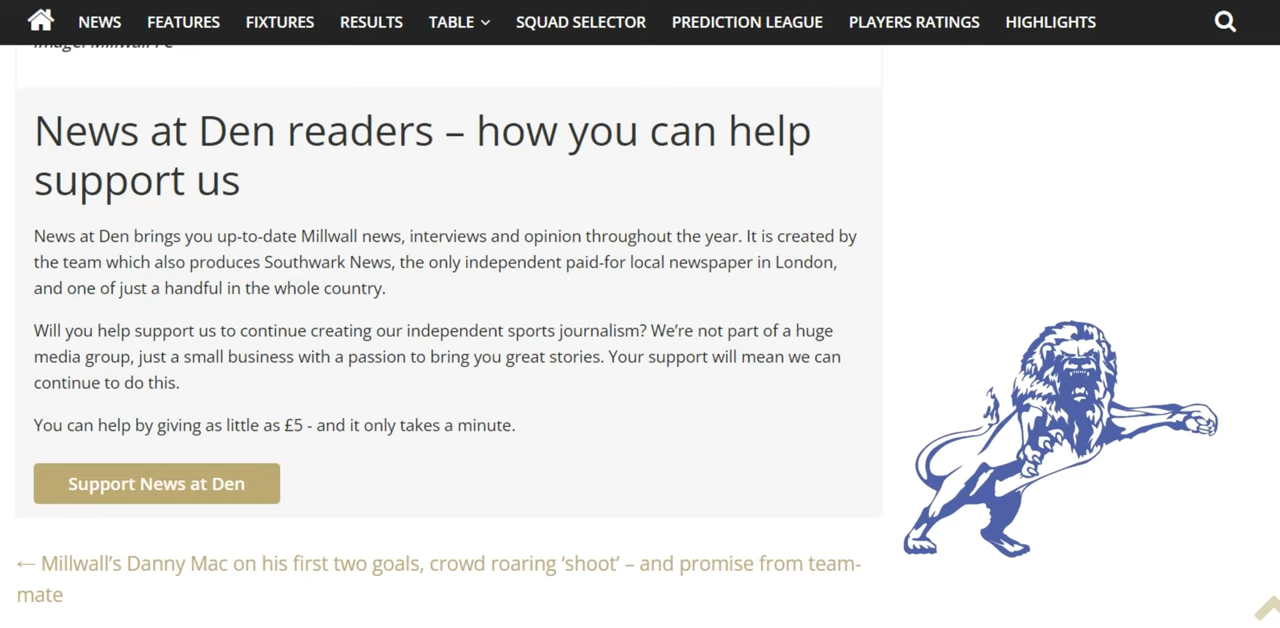 NEWS FEATURES FIXTURES RESULTS TABLE SQUAD SELECTOR PREDICTION LEAGUE PLAYERS RATINGS HIGHLIGHTS
Image: Millwall FC
News at Den readers – how you can help
support us
News at Den brings you up-to-date Millwall news, interviews and opinion throughout the year. It is created by
the team which also produces Southwark News, the only independent paid-for local newspaper in London,
and one of just a handful in the whole country.
Will you help support us to continue creating our independent sports journalism? We’re not part of a huge
media group, just a small business with a passion to bring you great stories. Your support will mean we can
continue to do this.
You can help by giving as little as £5 - and it only takes a minute.
Support News at Den
← Millwall’s Danny Mac on his first two goals, crowd roaring ‘shoot’ – and promise from team-
mate